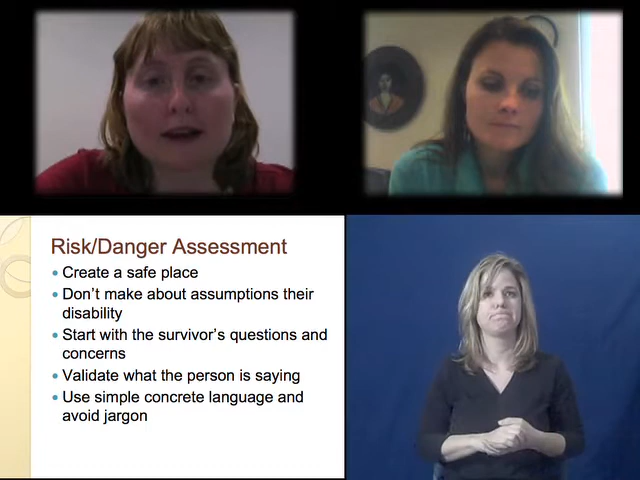 Risk/Danger Assessment
• Create a safe place
• Don't make about assumptions their
disability
• Start with the survivor's questions and
concerns
• Validate what the person is saying
• Use simple concrete language and
avoid jargon